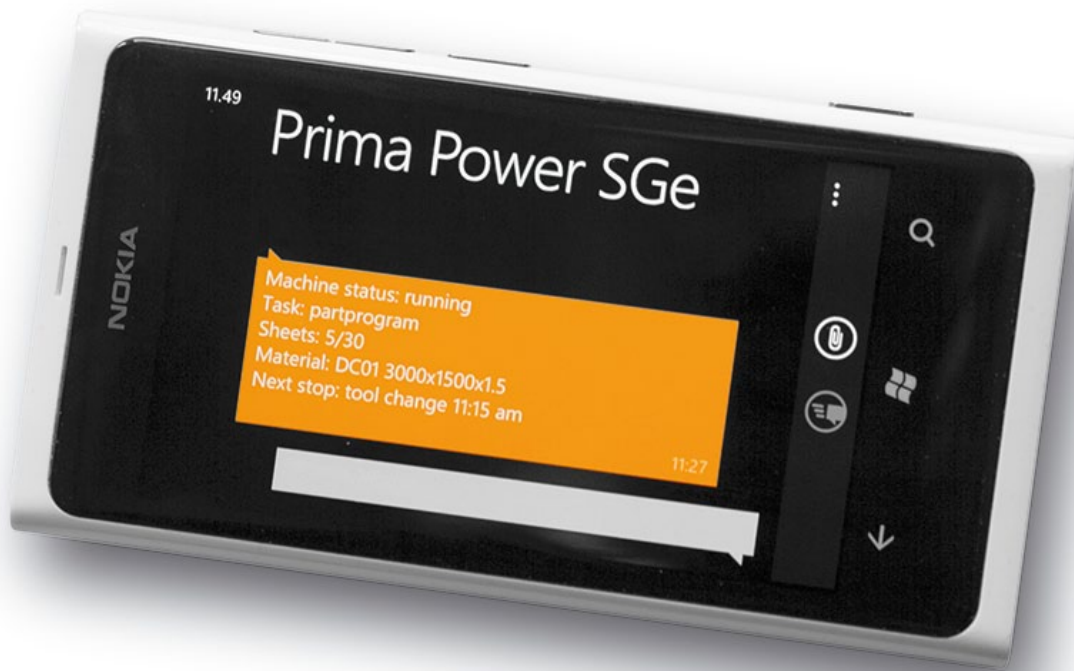 11.49
Prima Power SGe
NOKIA
Machine status: running
Task: partprogram
Sheets: 5/30
Material: DC01 3000x1500x1.5
Next stop: tool change 11:15 am
11:27